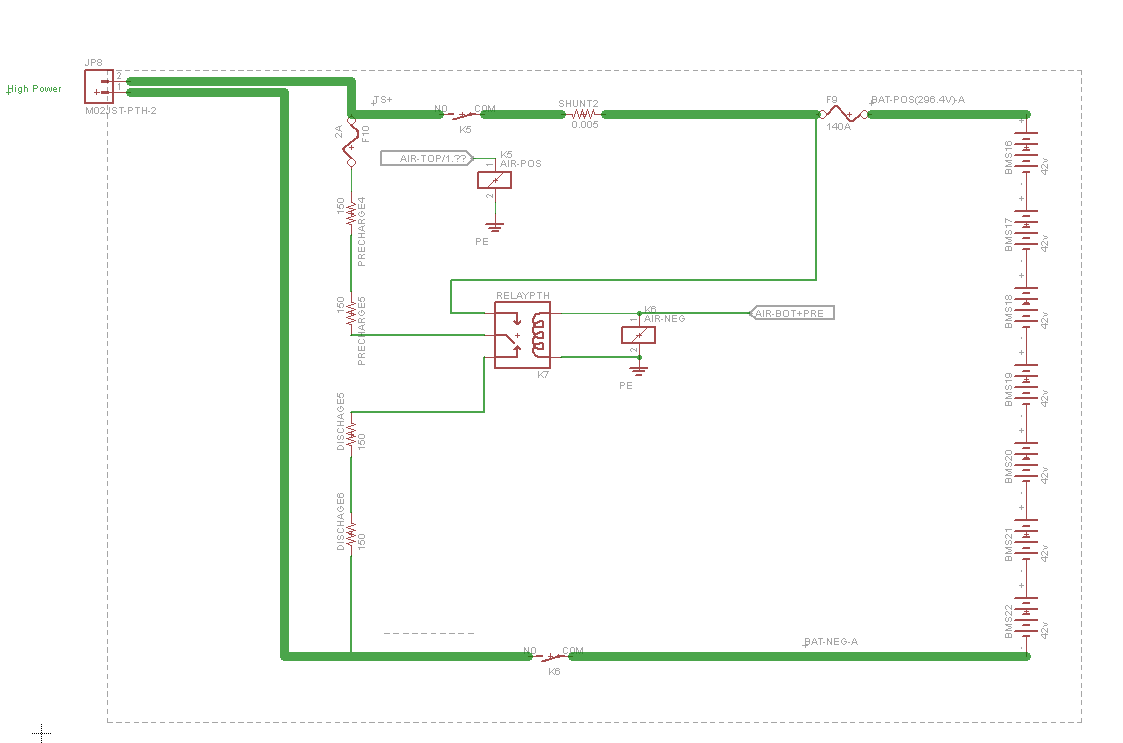 JP8
2
1
High Power
M02JST-PTH-2
TS+
NO
COM
K5
SHUNT2
0.005
F9
140A
BAT-POS(296.4V)-A
2A
F10
AIR-TOP/1.??
K5
AIR-POS
1
2
PE
150
PRECHARGE4
150
PRECHARGE5
RELAYPTH
K7
K6
AIR-NEG
1
2
PE
AIR-BOT+PRE
DISCHAGE5
150
DISCHAGE6
150
NO
COM
K6
BAT-NEG-A
BMS16
42v
BMS17
42v
BMS18
42v
BMS19
42v
BMS20
42v
BMS21
42v
BMS22
42v